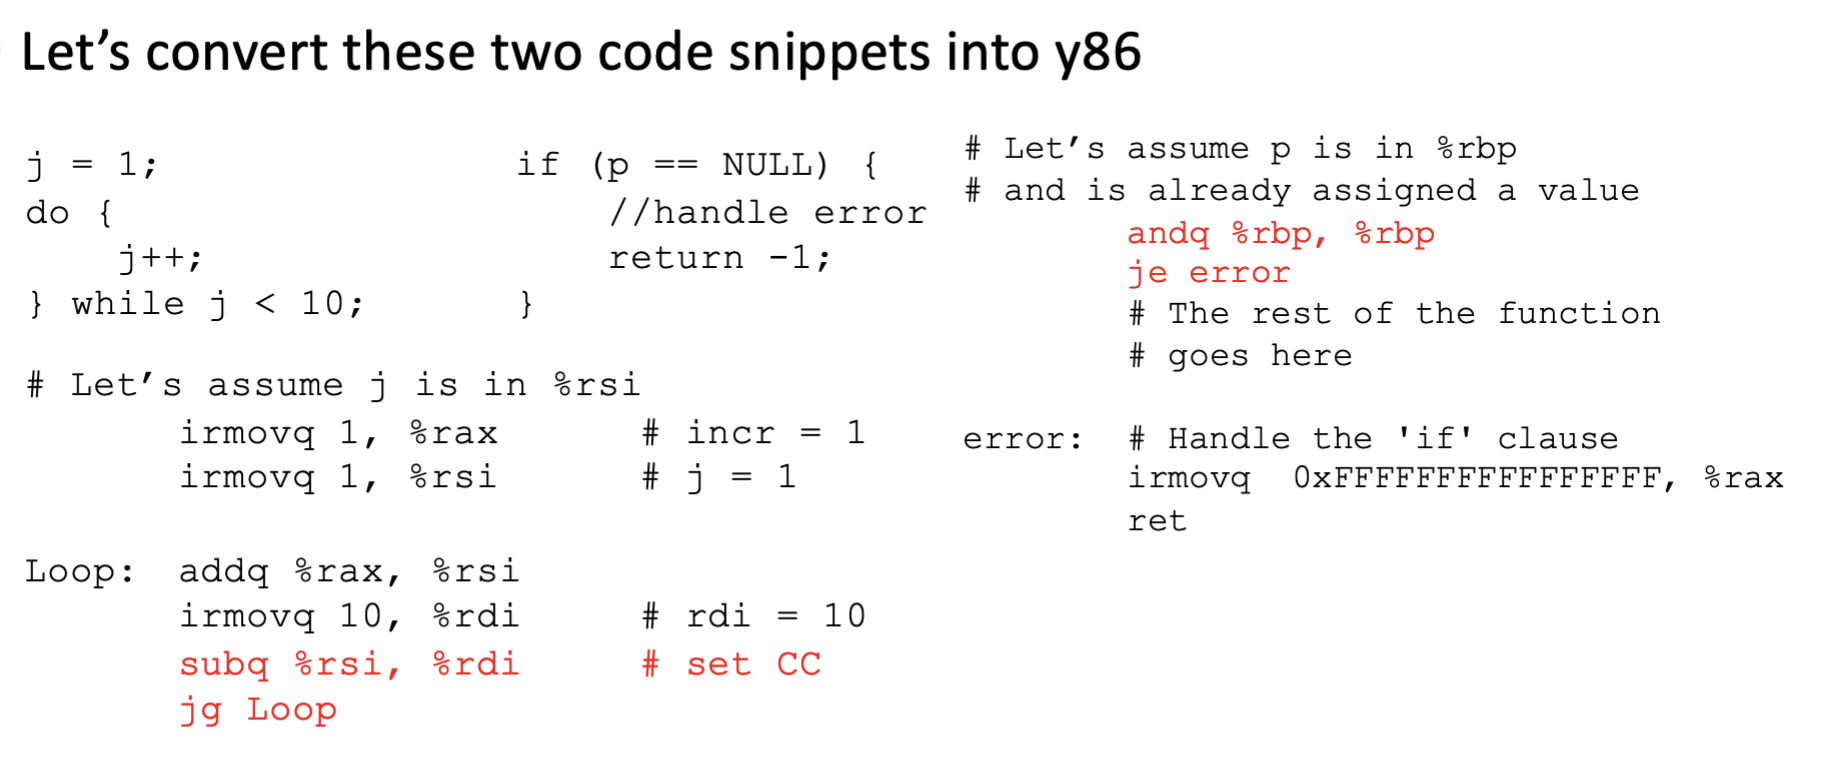 Let’s convert these two code snippets into y86
j = 1;
do {
    j++;
} while j < 10;
if (p == NULL) {
    //handle error
    return -1;
}
# Let’s assume j is in %rsi
irmovq 1, %rax # incr = 1
irmovq 1, %rsi # j = 1
Loop: addq %rax, %rsi
irmovq 10, %rdi # rdi = 10
subq %rsi, %rdi # set CC
jg Loop
# Let’s assume p is in %rbp
# and is already assigned a value
andq %rbp, %rbp
je error
# The rest of the function
# goes here
error: # Handle the 'if' clause
irmovq 0xFFFFFFFFFFFFFFFF, %rax
ret